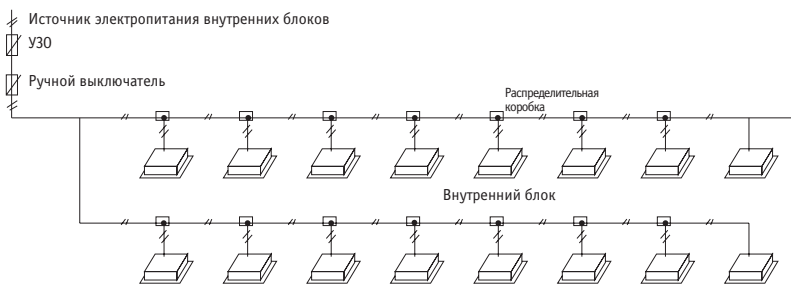 Источник электропитания внутренних блоков
УЗО
Ручной выключатель
Распределительная
коробка
Внутренний блок